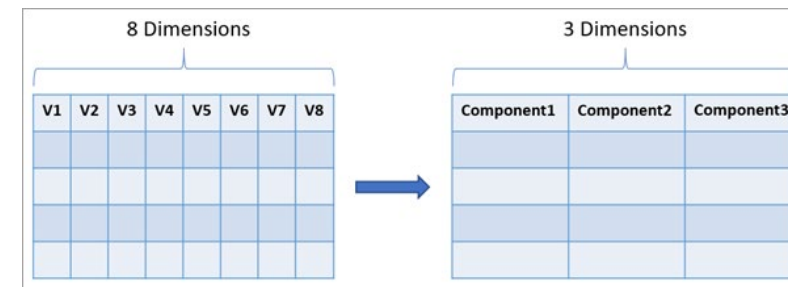 8 Dimensions
3 Dimensions
V1 V2 V3 V4 V5 V6 V7 V8
Component1 Component2 Component3